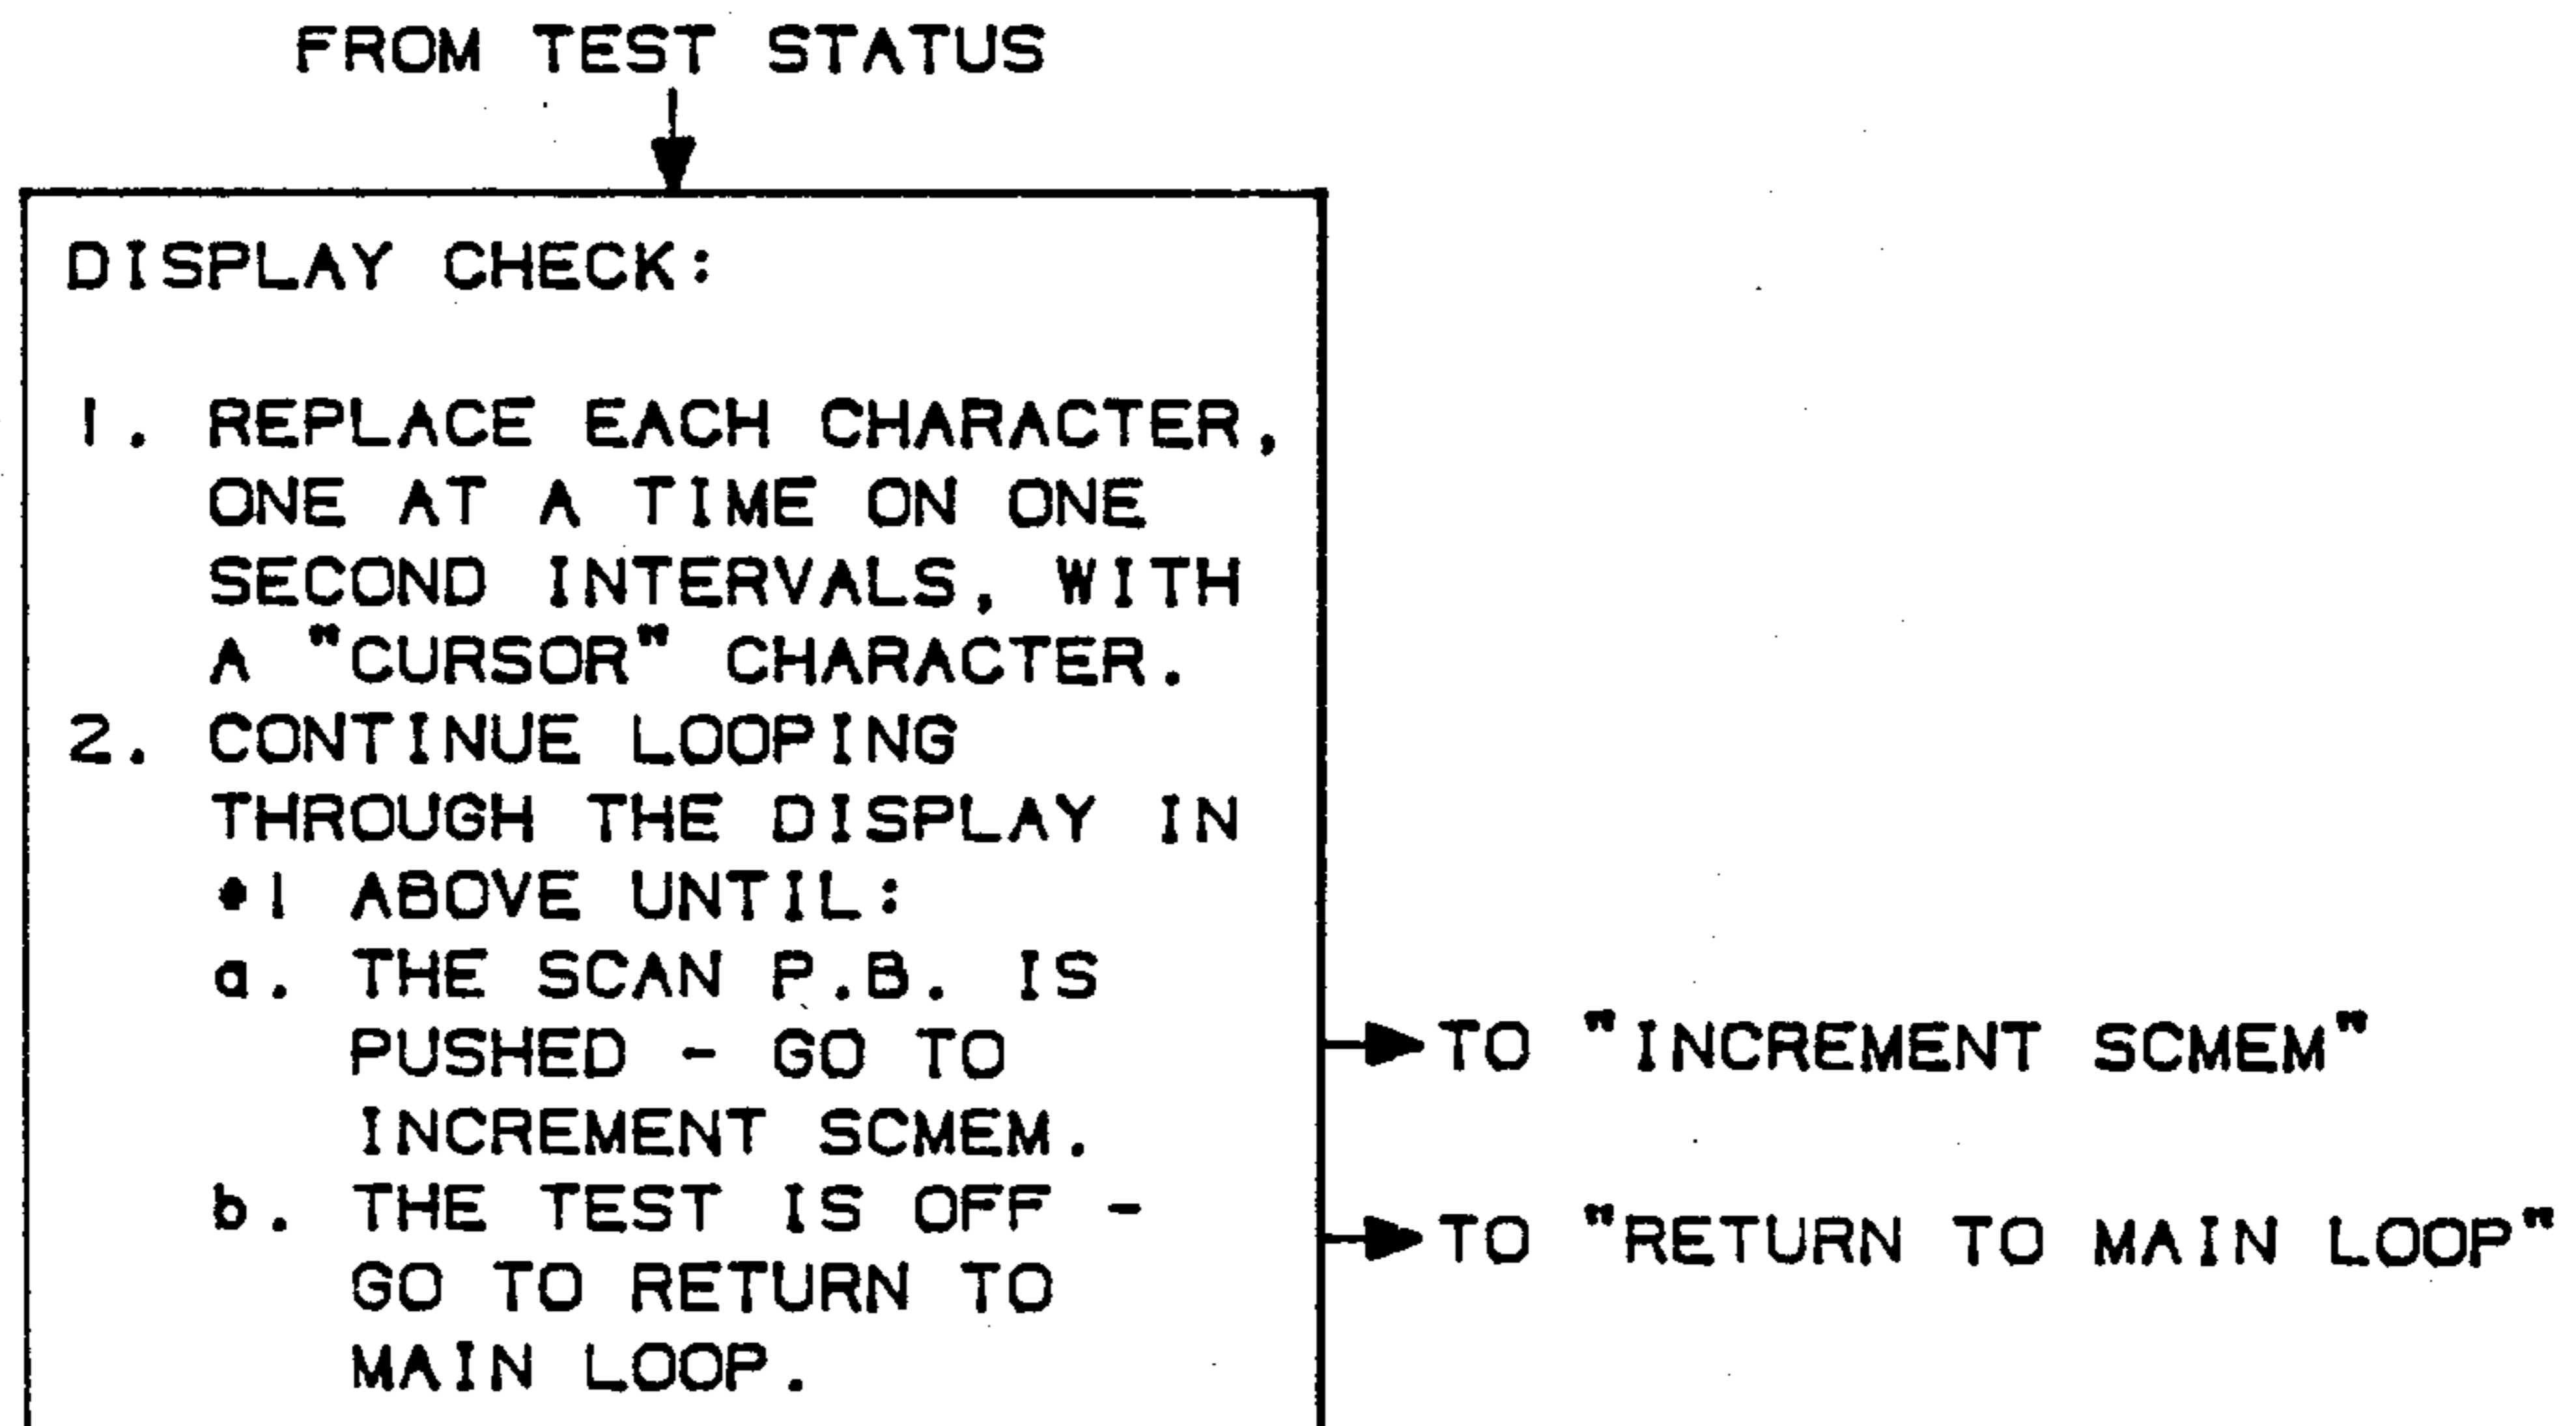 FROM TEST STATUS
DISPLAY CHECK:
1. REPLACE EACH CHARACTER,
ONE AT A TIME ON ONE
SECOND INTERVALS, WITH
A "CURSOR" CHARACTER.
2. CONTINUE LOOPING
THROUGH THE DISPLAY IN
#1 ABOVE UNTIL:
a. THE SCAN P.B. IS
PUSHED - GO TO
INCREMENT SCMEM.
TO "INCREMENT SCMEM"
b. THE TEST IS OFF -
GO TO RETURN TO
MAIN LOOP.
TO "RETURN TO MAIN LOOP"